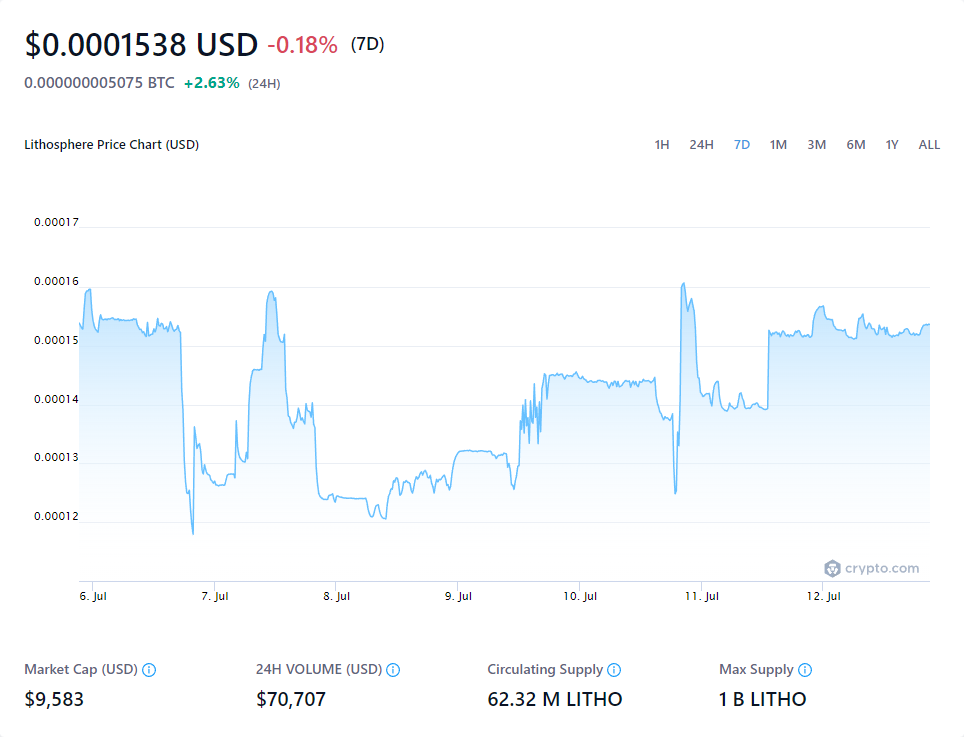 $0.0001538 USD -0.18% (7D)
0.000000005075 BTC +2.63% (24H)
Lithosphere Price Chart (USD) 1H 24H 7D 1M 3M 6M 1Y ALL
0.00017
0.00016
0.00015
0.00014
0.00013
0.00012
crypto.com
6. Jul 7. Jul 8. Jul 9. Jul 10. Jul 11. Jul 12. Jul
Market Cap (USD) 24H VOLUME (USD) Circulating Supply Max Supply
$9,583 $70,707 62.32 M LITHO 1 B LITHO